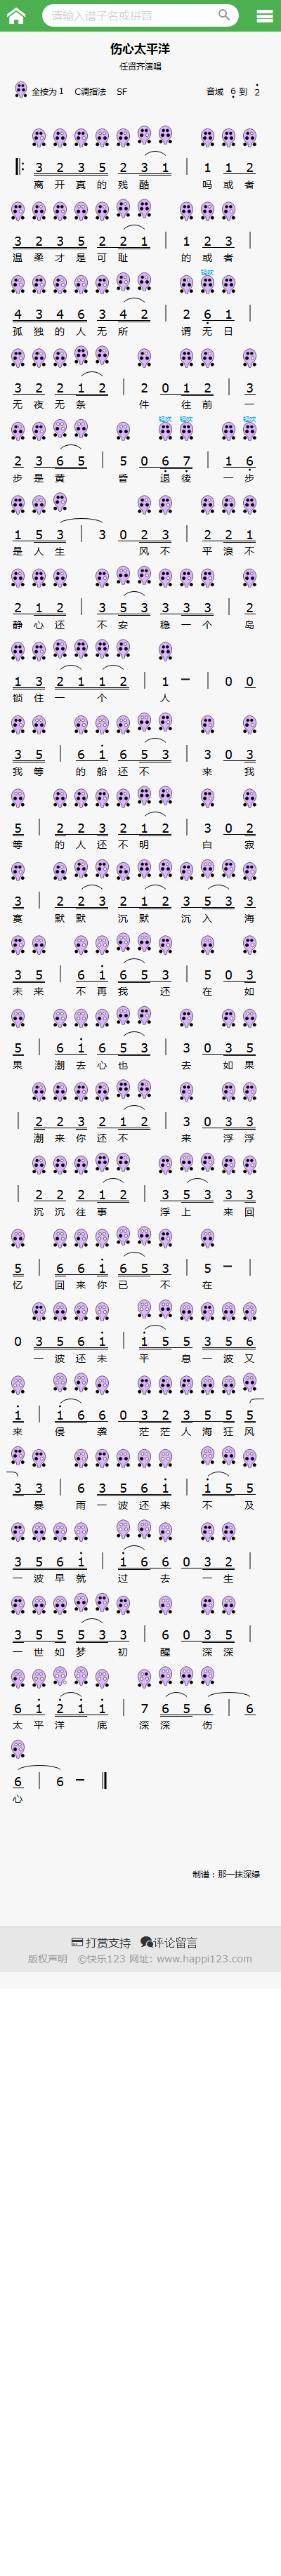 请输入谱子名或拼音
伤心太平洋
任贤齐演唱
全按为 1 C调指法 SF 音域 6 到 2
3 2 3 5 2 3 1 | 1 1 2
离 开 真 的 残 酷 吗 或 者
3 2 3 5 2 2 1 | 1 2 3 |
温 柔 才 是 可 耻 的 或 者
轻吹
4 3 4 6 3 4 2 | 2 6 1 |
孤 独 的 人 无 所 谓 无 日
3 2 2 1 2 | 2 0 1 2 | 3
无 夜 无 条 件 往 前 一
轻吹 轻吹 轻吹
2 3 6 5 | 5 0 6 7 | 1 6
步 是 黄 昏 退 後 一 步
1 5 3 | 3 0 2 3 | 2 2 1
是 人 生 风 不 平 浪 不
2 1 2 | 3 5 3 3 3 3 | 2
静 心 还 不 安 稳 一 个 岛
1 3 2 1 1 2 | 1 – | 0 0
锁 住 一 个 人
3 5 | 6 1 6 5 3 | 3 0 3
我 等 的 船 还 不 来 我
5 | 2 2 3 2 1 2 | 3 0 2
等 的 人 还 不 明 白 寂
3 | 2 2 3 2 1 2 3 5 3 3
寞 默 默 沉 默 沉 入 海
3 5 | 6 1 6 5 3 | 5 0 3
未 来 不 再 我 还 在 如
5 | 6 1 6 5 3 | 3 0 3 5
果 潮 去 心 也 去 如 果
| 2 2 3 2 1 2 | 3 0 3 3
潮 来 你 还 不 来 浮 浮
| 2 2 2 1 2 | 3 5 3 3 3
沉 沉 往 事 浮 上 来 回
5 | 6 6 1 6 5 3 | 5 – |
忆 回 来 你 已 不 在
0 3 5 6 1 | 1 5 5 3 5 6
一 波 还 未 平 息 一 波 又
1 | 1 6 6 0 3 2 3 5 5 5
来 侵 袭 茫 茫 人 海 狂 风
3 3 | 6 3 5 6 1 | 1 5 5
暴 雨 一 波 还 来 不 及
3 5 6 1 | 1 6 6 0 3 2 |
一 波 早 就 过 去 一 生
3 5 5 5 3 3 | 6 0 3 5 |
一 世 如 梦 初 醒 深 深
6 1 2 1 1 | 7 6 5 6 | 6
太 平 洋 底 深 深 伤
6 | 6 –
心
制谱：那一抹深绿
打赏支持 评论留言
版权声明 ©快乐123 网址: www.happi123.com